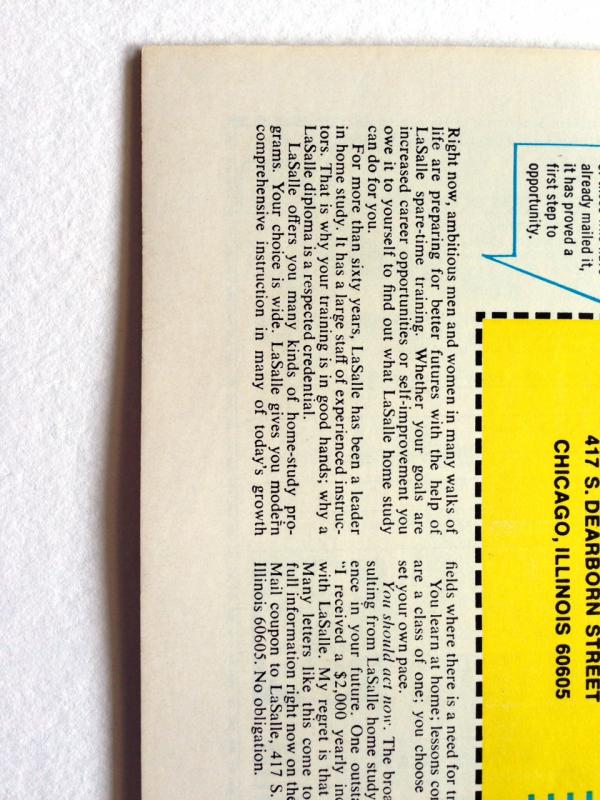 already mailed it,
it has proved a
first step to
opportunity.
417 S. DEARBORN STREET
CHICAGO, ILLINOIS 60605
Right now, ambitious men and women in many walks of
life are preparing for better futures with the help of
LaSalle spare-time training. Whether your goals are
increased career opportunities or self-improvement you
owe it to yourself to find out what LaSalle home study
can do for you.
For more than sixty years, LaSalle has been a leader
in home study. It has a large staff of experienced instruc-
tors. That is why your training is in good hands; why a
LaSalle diploma is a respected credential.
LaSalle offers you many kinds of home-study pro-
grams. Your choice is wide. LaSalle gives you modern
comprehensive instruction in many of today's growth
fields where there is a need for
You learn at home; lessons
are a class of one; you choose
set your own pace.
You should act now. The
sulting from LaSalle home study
ence in your future. One
"I received a $2,000 yearly
with LaSalle. My regret is that
Many letters like this come to
full information right now on the
Mail coupon to LaSalle, 417 S.
Illinois 60605. No obligation.